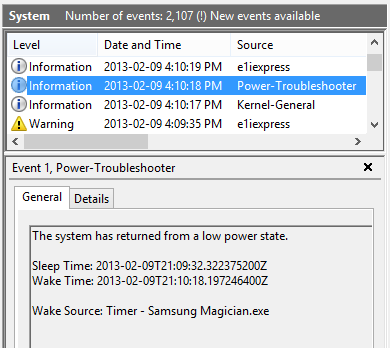 System Number of events: 2,107 (!) New events available
Level Date and Time Source
Information 2013-02-09 4:10:19 PM e1iexpress
Information 2013-02-09 4:10:18 PM Power-Troubleshooter
Information 2013-02-09 4:10:17 PM Kernel-General
Warning 2013-02-09 4:09:35 PM e1iexpress
Event 1, Power-Troubleshooter
General Details
The system has returned from a low power state.
Sleep Time: 2013-02-09T21:09:32.322375200Z
Wake Time: 2013-02-09T21:10:18.197246400Z
Wake Source: Timer - Samsung Magician.exe